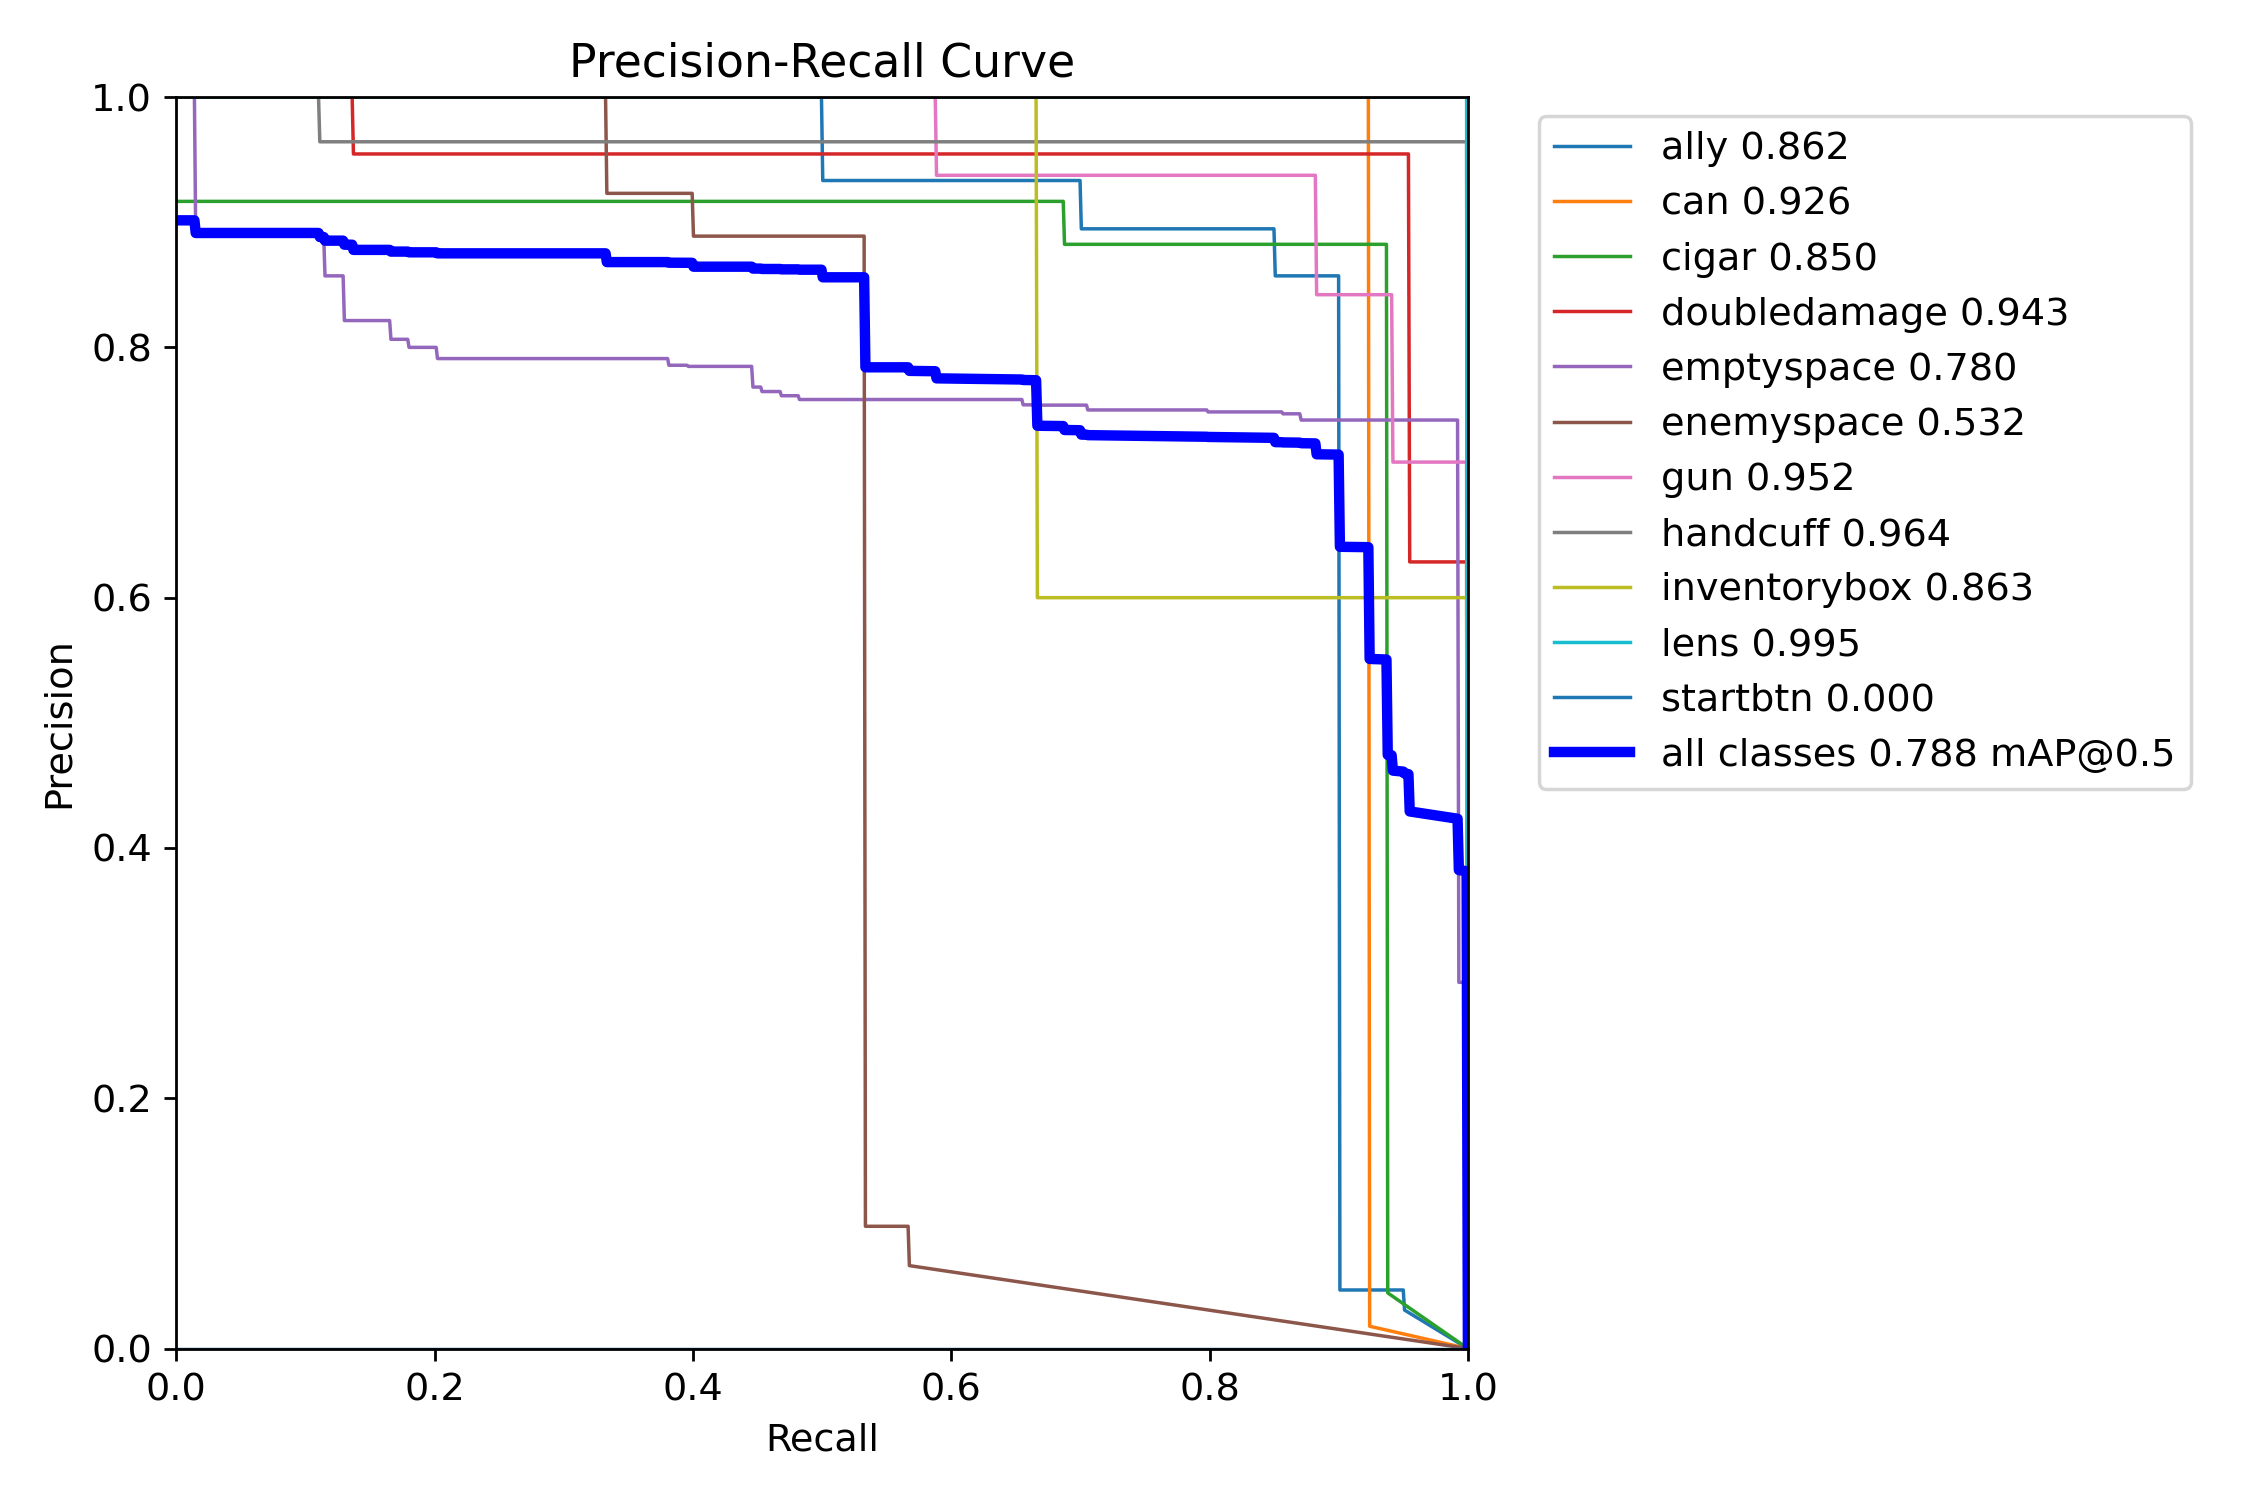 Precision-Recall Curve
1.0
0.8
0.6
0.4
0.2
0.0
Precision
0.0 0.2 0.4 0.6 0.8 1.0
Recall
ally 0.862
can 0.926
cigar 0.850
doubledamage 0.943
emptyspace 0.780
enemyspace 0.532
gun 0.952
handcuff 0.964
inventorybox 0.863
lens 0.995
startbtn 0.000
all classes 0.788 mAP@0.5